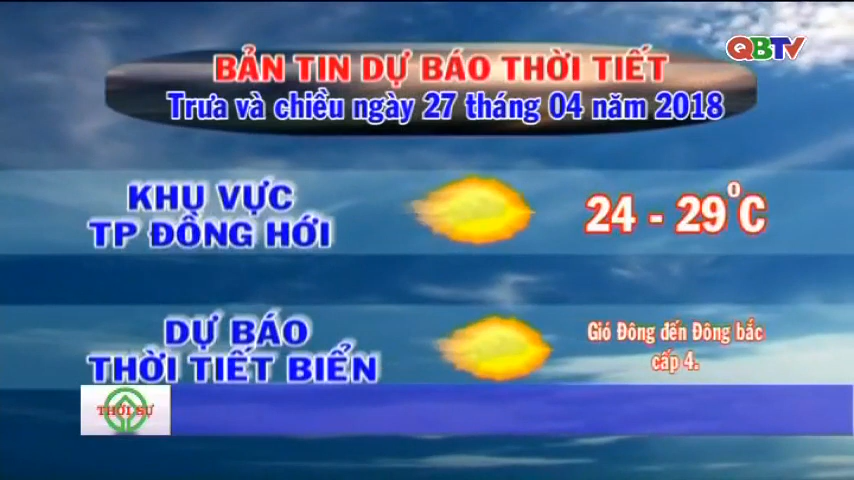 QBTV
BẢN TIN DỰ BÁO THỜI TIẾT
Trưa và chiều ngày 27 tháng 04 năm 2018
KHU VỰC
TP ĐỒNG HỚI
24 - 29°C
DỰ BÁO
THỜI TIẾT BIỂN
Gió Đông đến Đông bắc
cấp 4.
THỜI SỰ